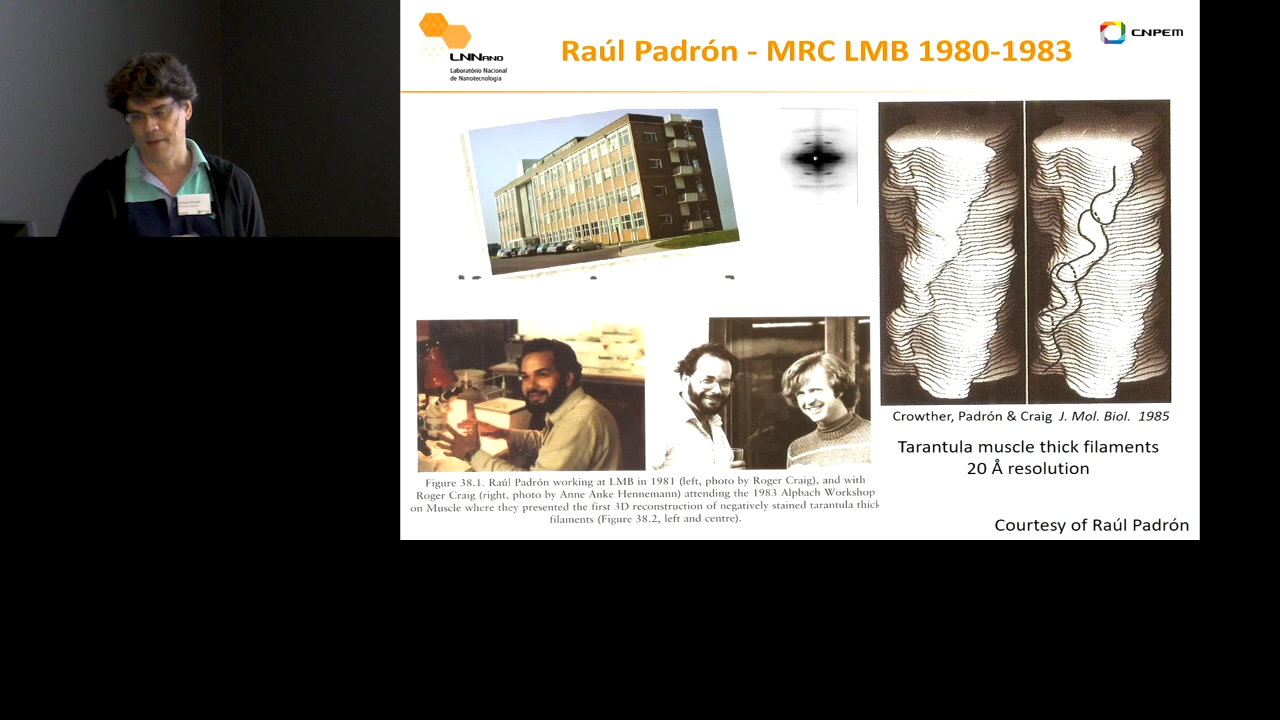 LNNANO
Laboratório Nacional
de Nanotecnologia
Raúl Padrón - MRC LMB 1980-1983
CNPEM
Crowther, Padrón & Craig J. Mol. Biol. 1985
Tarantula muscle thick filaments
20 Å resolution
Figure 38.1. Raúl Padrón working at LMB in 1981 (left, photo by Roger Craig), and with
Roger Craig (right, photo by Anne Anke Hennemann) attending the 1983 Alpbach Workshop
on Muscle where they presented the first 3D reconstruction of negatively stained tarantula thick
filaments (Figure 38.2, left and centre).
Courtesy of Raúl Padrón